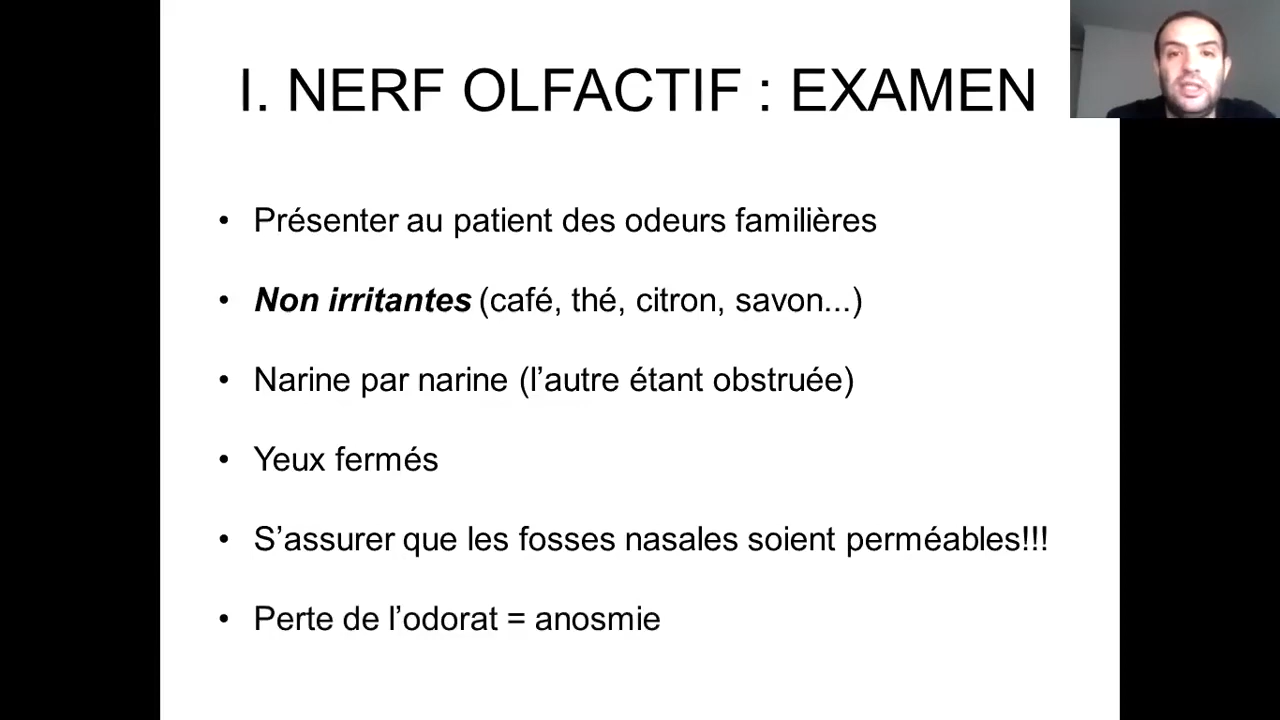 I. NERF OLFACTIF : EXAMEN
• Présenter au patient des odeurs familières
• Non irritantes (café, thé, citron, savon...)
• Narine par narine (l’autre étant obstruée)
• Yeux fermés
• S’assurer que les fosses nasales soient perméables!!!
• Perte de l’odorat = anosmie